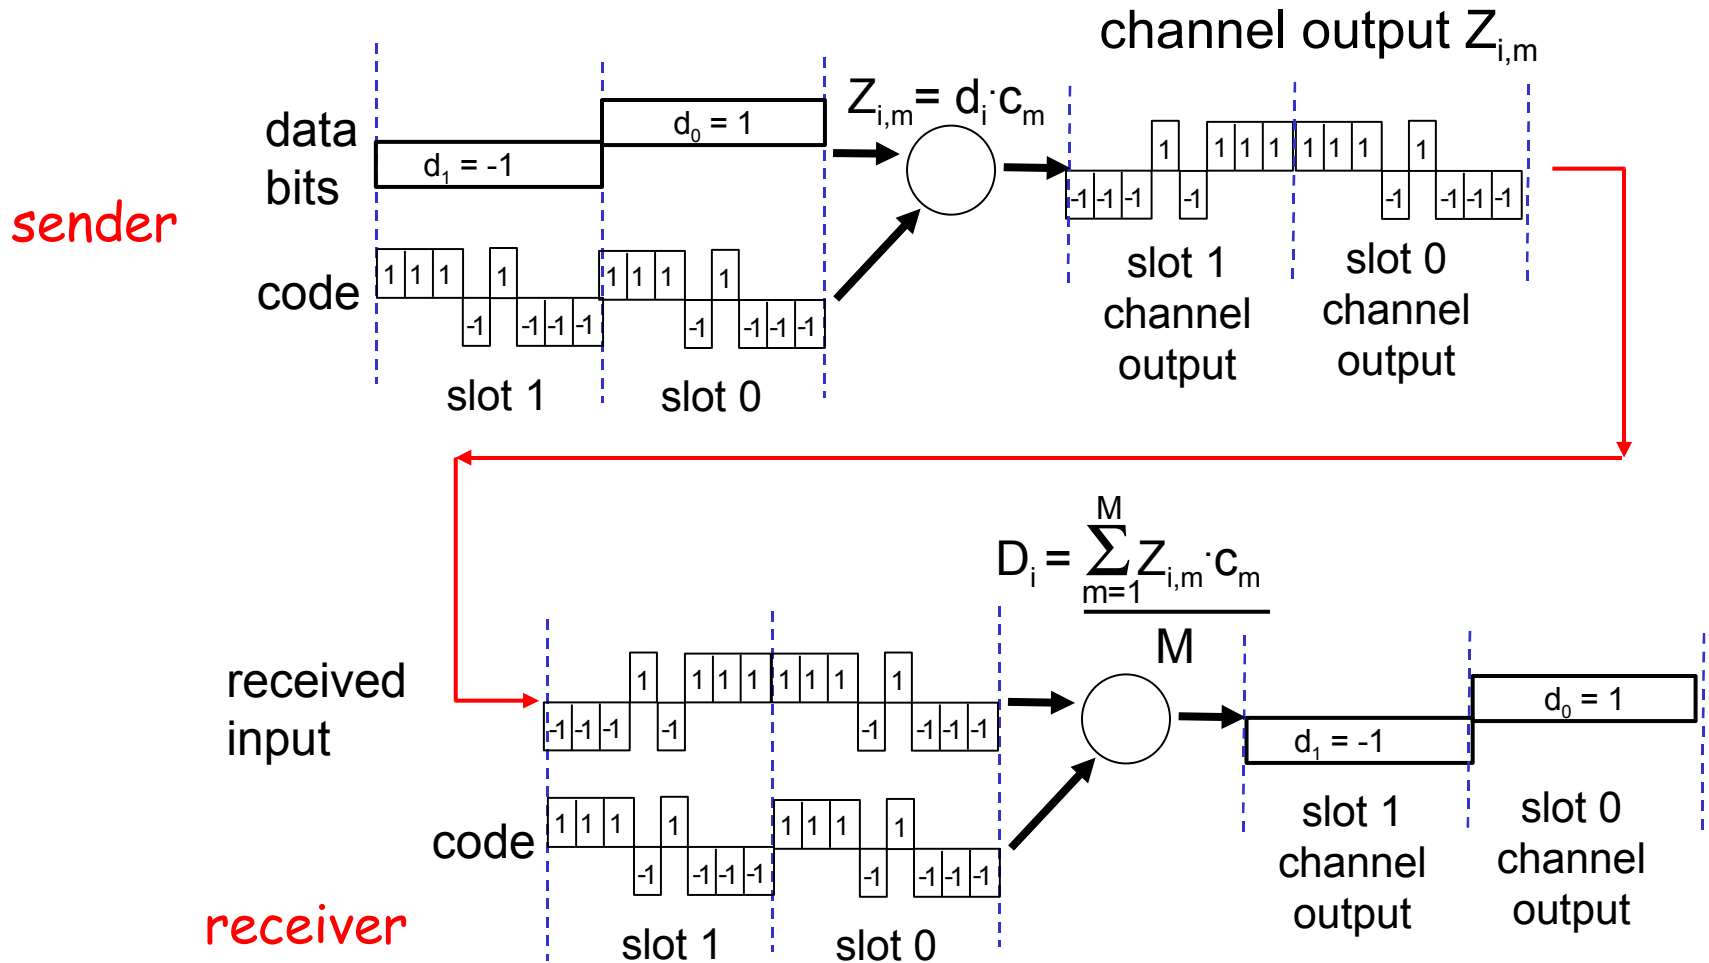 channel output Z_{i,m}
Z_{i,m} = d_i·c_m
data
bits
d_0 = 1
d_1 = -1
1 1 1 1 1 1 1 1 1 1
-1 -1 -1 -1 -1 -1 -1 -1
sender
code
1 1 1 1 1 1 1 1
-1 -1 -1 -1 -1 -1 -1 -1
slot 1
slot 0
slot 1
channel
output
slot 0
channel
output
D_i = \sum_{m=1}^{M} Z_{i,m}·c_m
M
received
input
1 1 1 1 1 1 1 1
-1 -1 -1 -1 -1 -1 -1 -1
code
1 1 1 1 1 1 1 1
-1 -1 -1 -1 -1 -1 -1 -1
d_0 = 1
d_1 = -1
receiver
slot 1
slot 0
slot 1
channel
output
slot 0
channel
output